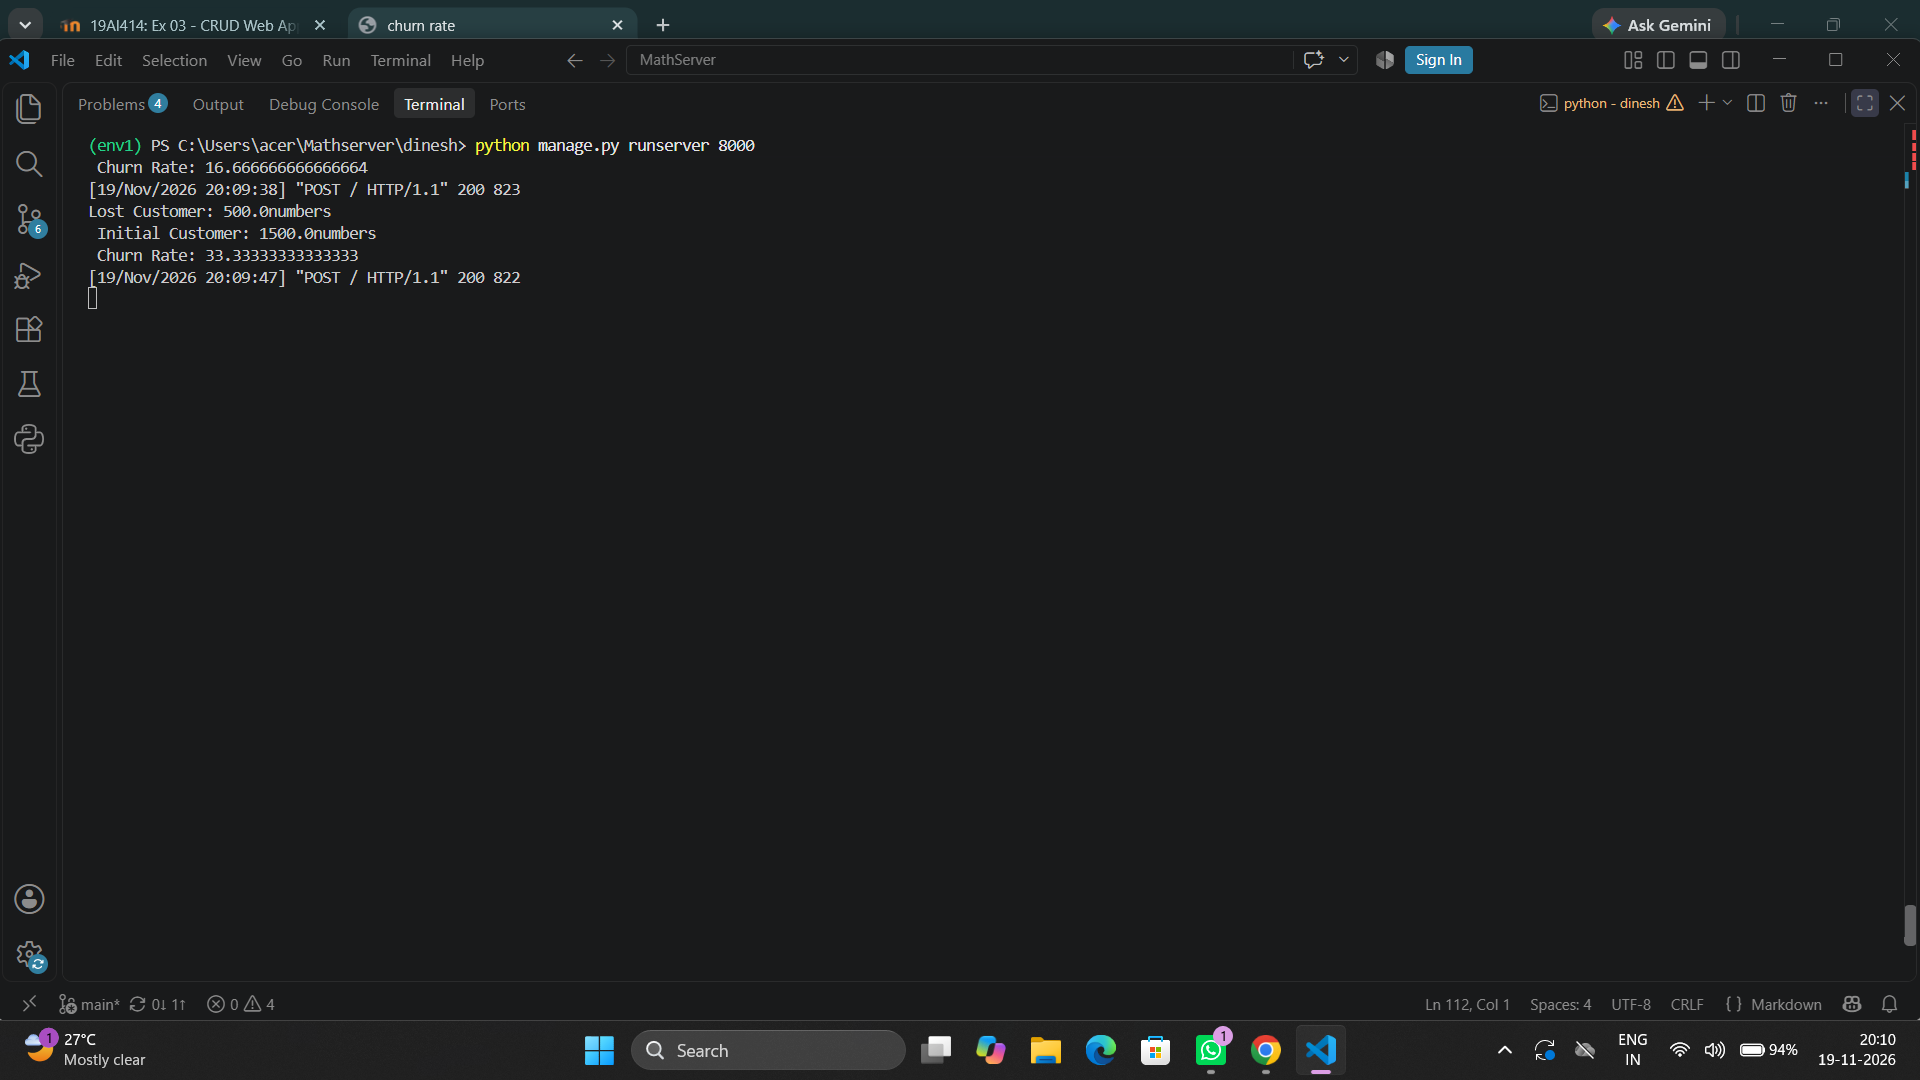 19AI414: Ex 03 - CRUD Web Ap
churn rate
Ask Gemini
File Edit Selection View Go Run Terminal Help
MathServer
Sign In
Problems 4 Output Debug Console Terminal Ports
python - dinesh
(env1) PS C:\Users\acer\Mathserver\dinesh> python manage.py runserver 8000
Churn Rate: 16.666666666666664
[19/Nov/2026 20:09:38] "POST / HTTP/1.1" 200 823
Lost Customer: 500.0numbers
Initial Customer: 1500.0numbers
Churn Rate: 33.33333333333333
[19/Nov/2026 20:09:47] "POST / HTTP/1.1" 200 822
6
main* 0↓ 1↑ 0 4
Ln 112, Col 1 Spaces: 4 UTF-8 CRLF { } Markdown
1
27°C
Mostly clear
Search
1
ENG
IN
94%
20:10
19-11-2026